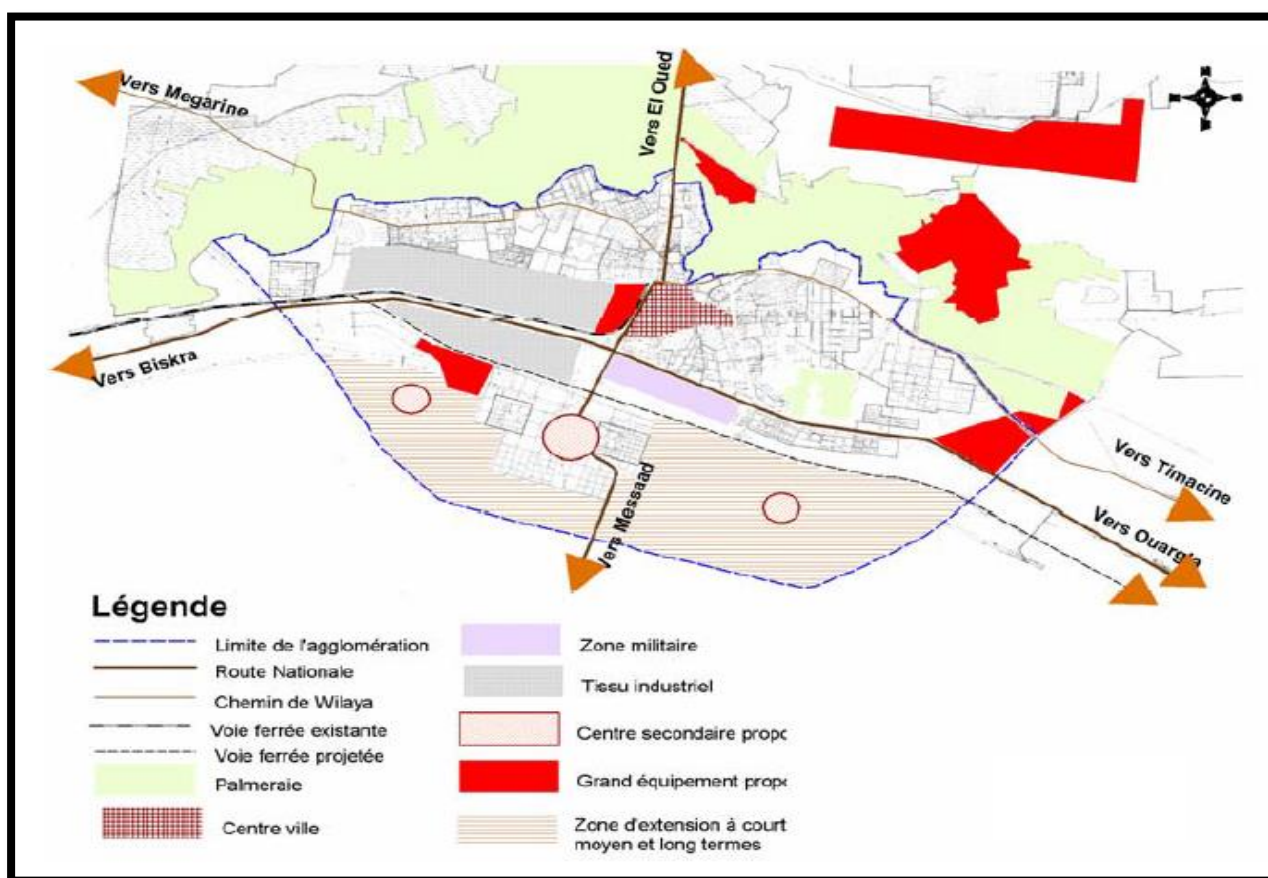 Vers Megarine
Vers El Oued
Vers Biskra
Vers Messaad
Vers Timacine
Vers Ouargla
Légende
Limite de l'agglomération
Route Nationale
Chemin de Wilaya
Voie ferrée existante
Voie ferrée projetée
Palmeraie
Centre ville
Zone militaire
Tissu industriel
Centre secondaire propo
Grand équipement propo
Zone d'extension à court
moyen et long termes